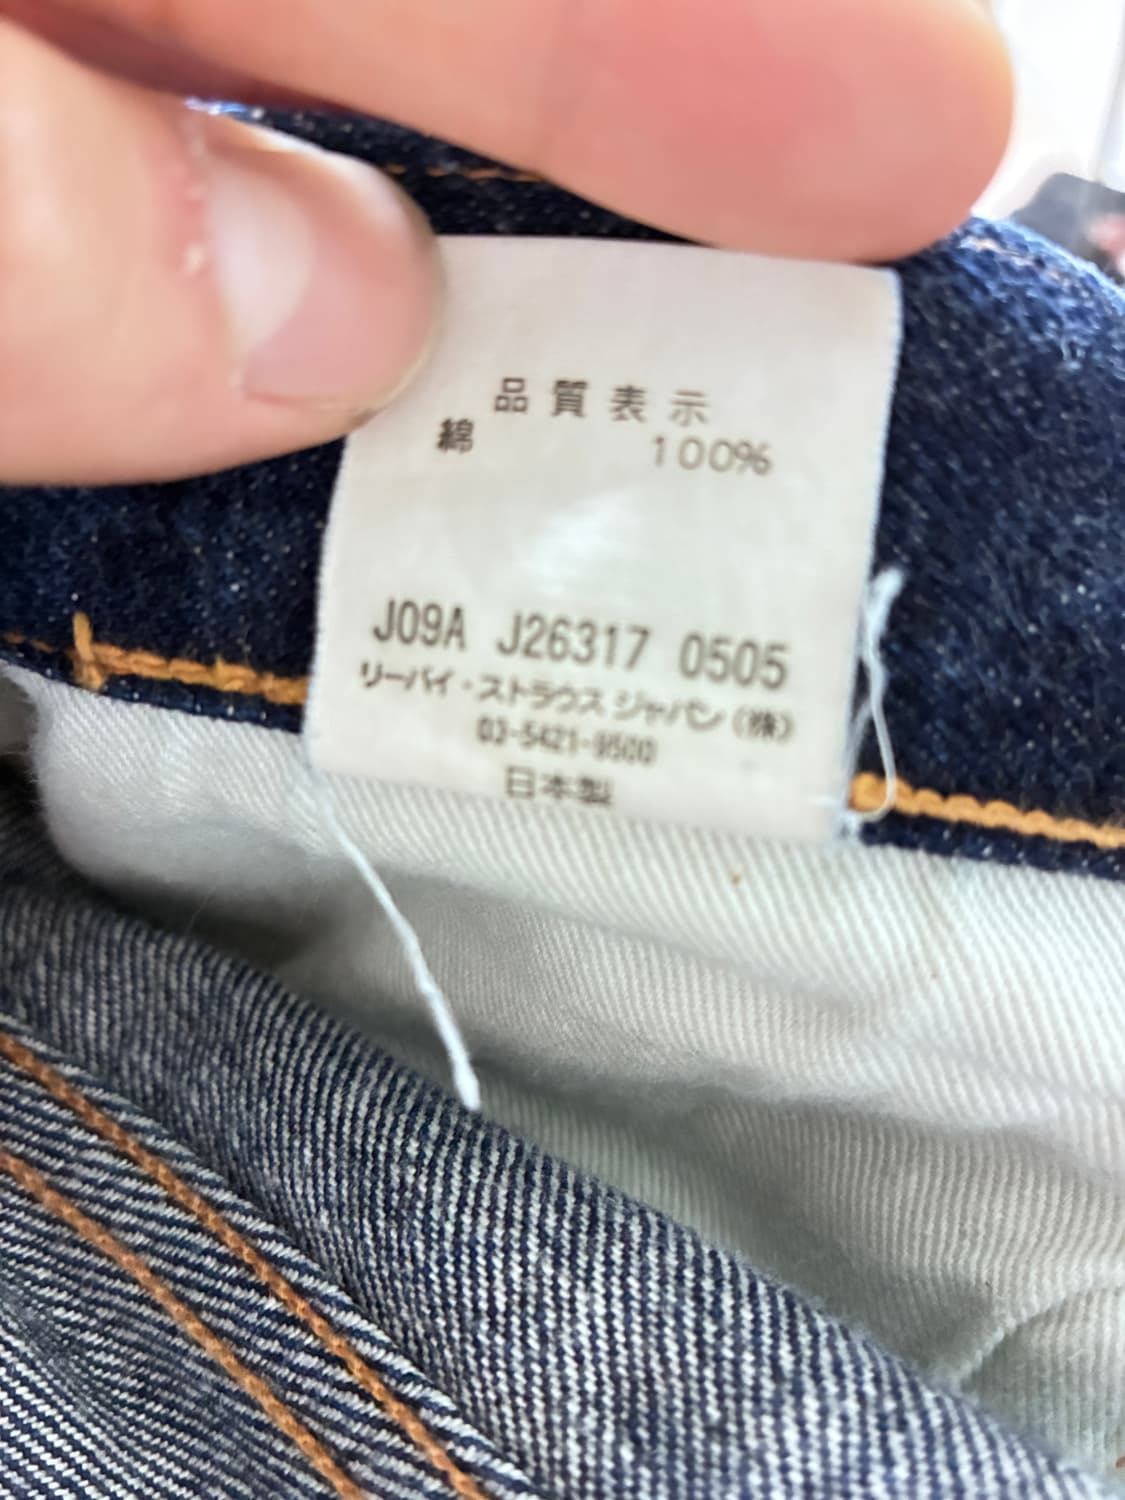 品質表示
綿 100%
J09A J26317 0505
リーバイ・ストラウス ジャパン(株)
03-5421-9500
日本製